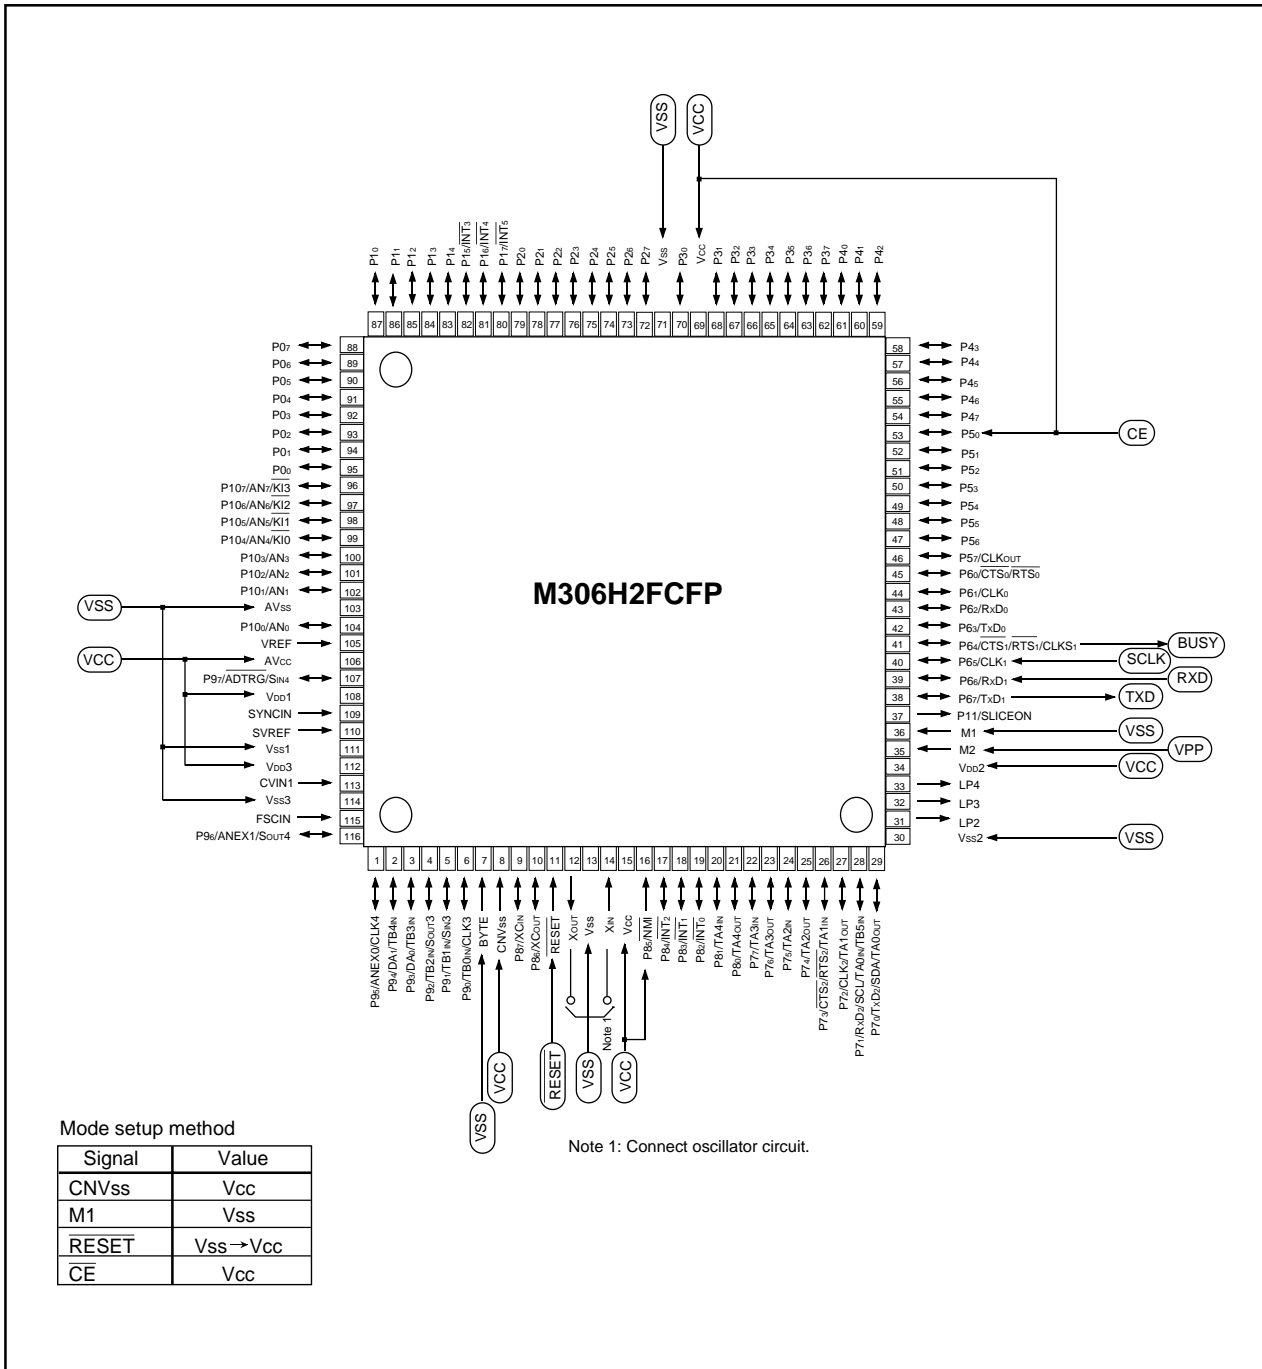 VSS
VCC
P10
P11
P12
P13
P14
P15/INT3
P16/INT4
P17/INT5
P20
P21
P22
P23
P24
P25
P26
P27
Vss
P30
Vcc
P31
P32
P33
P34
P35
P36
P37
P40
P41
P42
87 86 85 84 83 82 81 80 79 78 77 76 75 74 73 72 71 70 69 68 67 66 65 64 63 62 61 60 59
P07 88
P06 89
P05 90
P04 91
P03 92
P02 93
P01 94
P00 95
P107/AN7/KI3 96
P106/AN6/KI2 97
P105/AN5/KI1 98
P104/AN4/KI0 99
P103/AN3 100
P102/AN2 101
P101/AN1 102
VSS AVss 103
P100/AN0 104
VREF 105
VCC AVcc 106
P97/ADTRG/SIN4 107
VDD1 108
SYNCIN 109
SVREF 110
Vss1 111
VDD3 112
CVIN1 113
Vss3 114
FSCIN 115
P96/ANEX1/SOUT4 116
M306H2FCFP
58 P43
57 P44
56 P45
55 P46
54 P47
53 P50 CE
52 P51
51 P52
50 P53
49 P54
48 P55
47 P56
46 P57/CLKOUT
45 P60/CTS0/RTS0
44 P61/CLK0
43 P62/RxD0
42 P63/TxD0
41 P64/CTS1/RTS1/CLKS1 BUSY
40 P65/CLK1 SCLK
39 P66/RxD1 RXD
38 P67/TxD1 TXD
37 P11/SLICEON
36 M1 VSS
35 M2 VPP
34 VDD2 VCC
33 LP4
32 LP3
31 LP2
30 Vss2 VSS
1 2 3 4 5 6 7 8 9 10 11 12 13 14 15 16 17 18 19 20 21 22 23 24 25 26 27 28 29
P95/ANEX0/CLK4
P94/DA1/TB4IN
P93/DA0/TB3IN
P92/TB2IN/SOUT3
P91/TB1IN/SIN3
P90/TB0IN/CLK3
BYTE
CNVss
P87/XCIN
P86/XCOUT
RESET
XOUT
Vss
XIN
Vcc
P85/NMI
P84/INT2
P83/INT1
P82/INT0
P81/TA4IN
P80/TA4OUT
P77/TA3IN
P76/TA3OUT
P75/TA2IN
P74/TA2OUT
P73/CTS2/RTS2/TA1IN
P72/CLK2/TA1OUT
P71/RxD2/SCL/TA0IN/TB5IN
P70/TxD2/SDA/TA0OUT
Note 1
VSS
VCC
RESET
VSS
VCC
Note 1: Connect oscillator circuit.
Mode setup method
Signal Value
CNVss Vcc
M1 Vss
RESET Vss→Vcc
CE Vcc